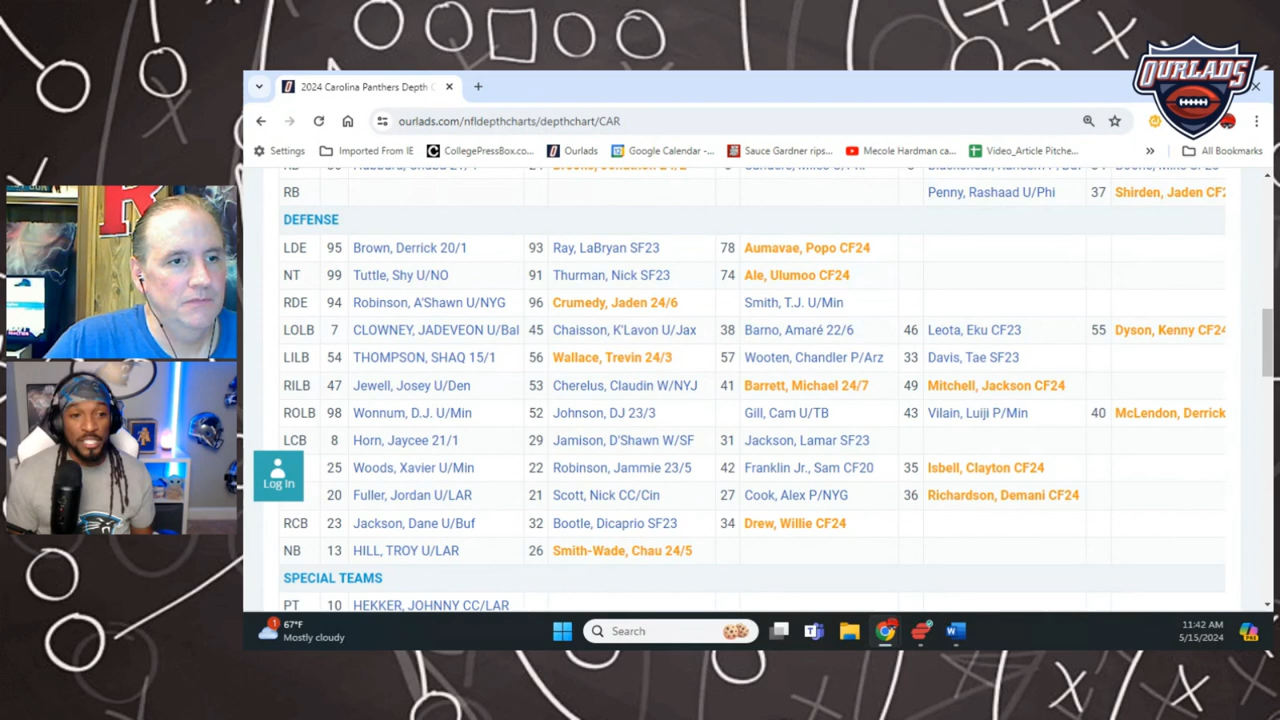 OURLADS
2024 Carolina Panthers Depth C
ourlads.com/nfldepthcharts/depthchart/CAR
Settings Imported From IE CollegePressBox.co... Ourlads Google Calendar -... Sauce Gardner rips... Mecole Hardman ca... Video_Article Pitche... » All Bookmarks
RB Penny, Rashaad U/Phi 37 Shirden, Jaden CF2
DEFENSE
LDE 95 Brown, Derrick 20/1 93 Ray, LaBryan SF23 78 Aumavae, Popo CF24
NT 99 Tuttle, Shy U/NO 91 Thurman, Nick SF23 74 Ale, Ulumoo CF24
RDE 94 Robinson, A'Shawn U/NYG 96 Crumedy, Jaden 24/6 Smith, T.J. U/Min
LOLB 7 CLOWNEY, JADEVEON U/Bal 45 Chaisson, K'Lavon U/Jax 38 Barno, Amaré 22/6 46 Leota, Eku CF23 55 Dyson, Kenny CF24
LILB 54 THOMPSON, SHAQ 15/1 56 Wallace, Trevin 24/3 57 Wooten, Chandler P/Arz 33 Davis, Tae SF23
RILB 47 Jewell, Josey U/Den 53 Cherelus, Claudin W/NYJ 41 Barrett, Michael 24/7 49 Mitchell, Jackson CF24
ROLB 98 Wonnum, D.J. U/Min 52 Johnson, DJ 23/3 Gill, Cam U/TB 43 Vilain, Luiji P/Min 40 McLendon, Derrick
LCB 8 Horn, Jaycee 21/1 29 Jamison, D'Shawn W/SF 31 Jackson, Lamar SF23
25 Woods, Xavier U/Min 22 Robinson, Jammie 23/5 42 Franklin Jr., Sam CF20 35 Isbell, Clayton CF24
Log In
20 Fuller, Jordan U/LAR 21 Scott, Nick CC/Cin 27 Cook, Alex P/NYG 36 Richardson, Demani CF24
RCB 23 Jackson, Dane U/Buf 32 Bootle, Dicaprio SF23 34 Drew, Willie CF24
NB 13 HILL, TROY U/LAR 26 Smith-Wade, Chau 24/5
SPECIAL TEAMS
PT 10 HEKKER, JOHNNY CC/LAR
1 67°F
Mostly cloudy
Search
11:42 AM
5/15/2024